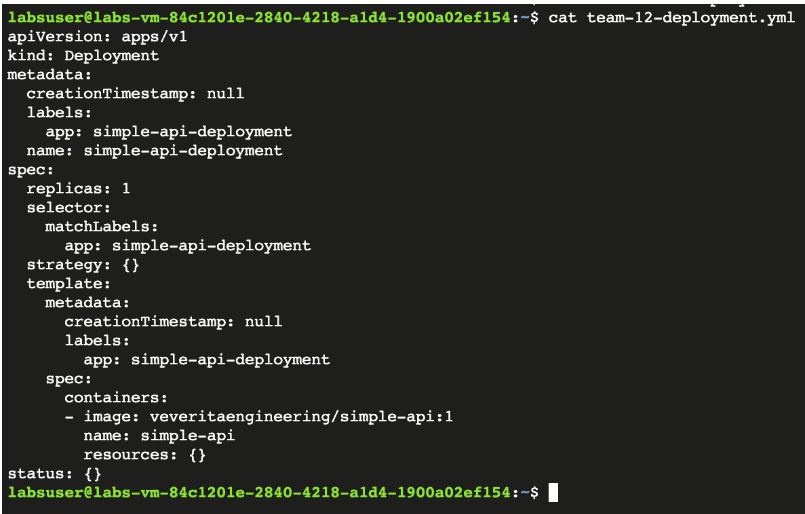 labsuser@labs-vm-84c1201e-2840-4218-a1d4-1900a02ef154:~$ cat team-12-deployment.yml
apiVersion: apps/v1
kind: Deployment
metadata:
  creationTimestamp: null
  labels:
    app: simple-api-deployment
  name: simple-api-deployment
spec:
  replicas: 1
  selector:
    matchLabels:
      app: simple-api-deployment
  strategy: {}
  template:
    metadata:
      creationTimestamp: null
      labels:
        app: simple-api-deployment
    spec:
      containers:
      - image: veveritaengineering/simple-api:1
        name: simple-api
        resources: {}
status: {}
labsuser@labs-vm-84c1201e-2840-4218-a1d4-1900a02ef154:~$